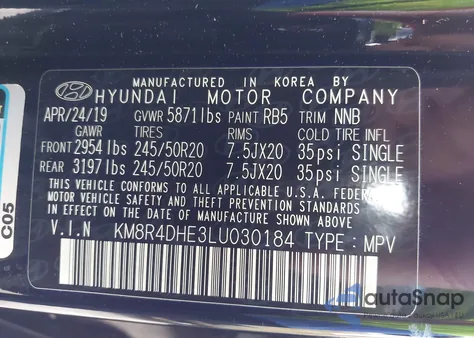 MANUFACTURED IN KOREA BY
HYUNDAI MOTOR COMPANY
APR/24/19 GVWR 5871lbs PAINT RB5 TRIM NNB
GAWR TIRES RIMS COLD TIRE INFL
FRONT 2954lbs 245/50R20 7.5JX20 35psi SINGLE
REAR 3197lbs 245/50R20 7.5JX20 35psi SINGLE
THIS VEHICLE CONFORMS TO ALL APPLICABLE U.S.A. FEDERAL
MOTOR VEHICLE SAFETY AND THEFT PREVENTION
STANDARDS IN EFFECT ON THE DATE OF
MANUFACTURE SHOWN ABOVE.
V.I.N KM8R4DHE3LU030184 TYPE : MPV
C05
autoSnap